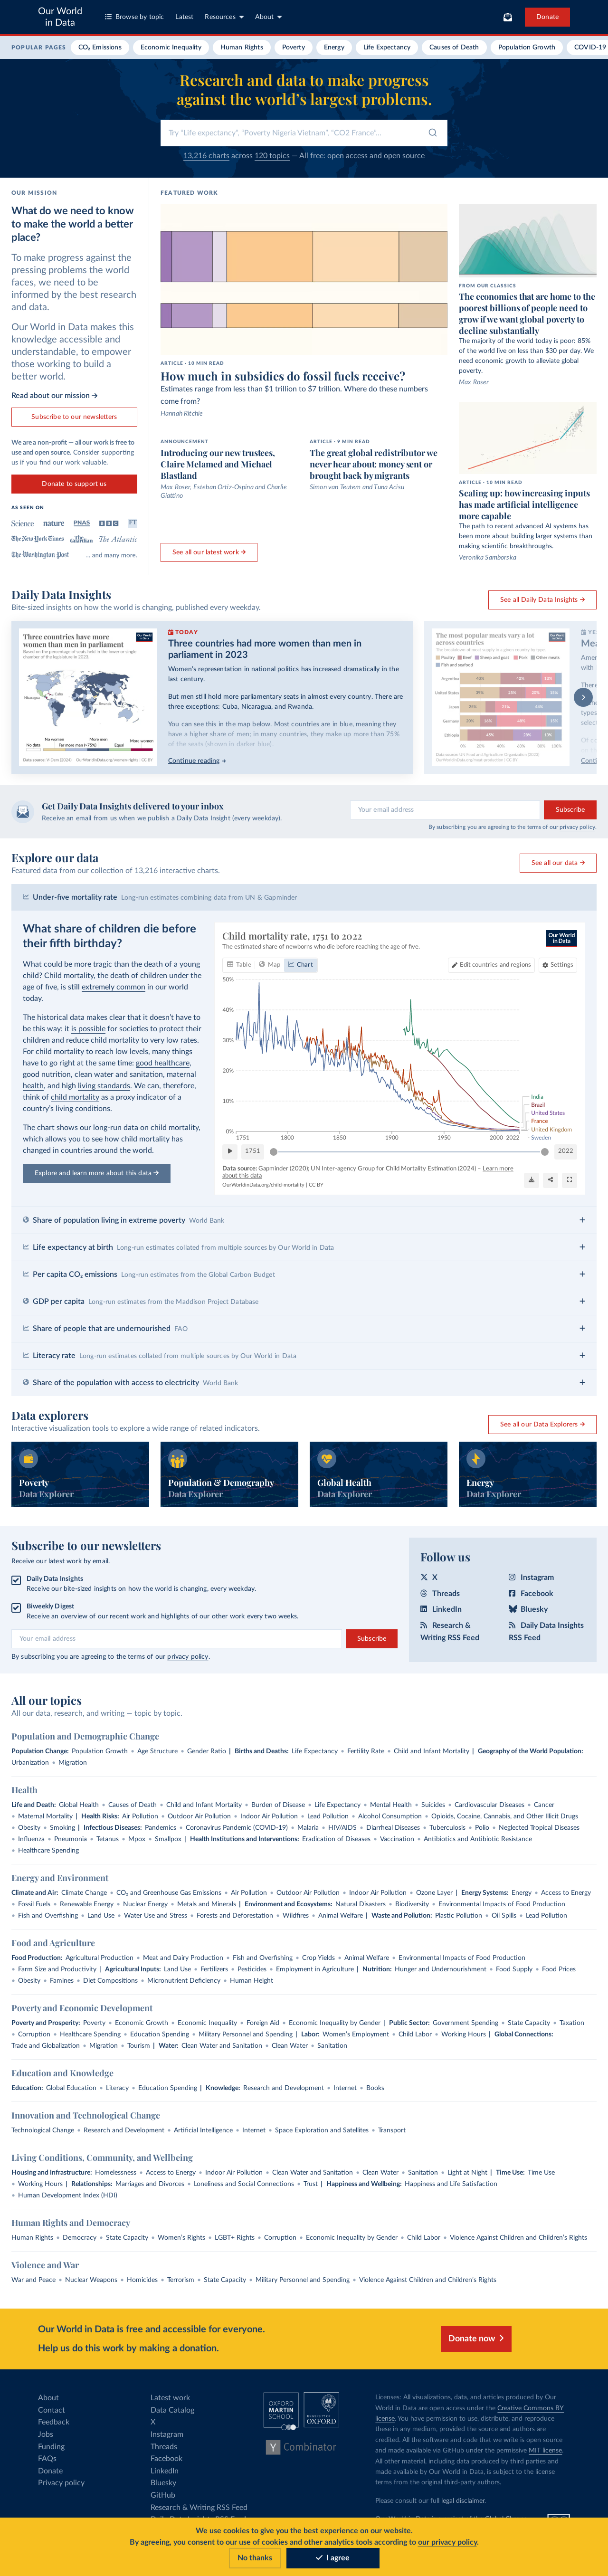 Our World
in Data
Browse by topic
Latest
Resources
About
Donate
POPULAR PAGES
CO₂ Emissions
Economic Inequality
Human Rights
Poverty
Energy
Life Expectancy
Causes of Death
Population Growth
COVID-19
Research and data to make progress
against the world's largest problems.
Try "Life expectancy", "Poverty Nigeria Vietnam", "CO2 France"...
13,216 charts across 120 topics — All free: open access and open source
OUR MISSION
What do we need to know
to make the world a better
place?
To make progress against the
pressing problems the world
faces, we need to be
informed by the best research
and data.
Our World in Data makes this
knowledge accessible and
understandable, to empower
those working to build a
better world.
Read about our mission →
Subscribe to our newsletters
We are a non-profit — all our work is free to
use and open source. Consider supporting
us if you find our work valuable.
Donate to support us
AS SEEN ON
Science
nature
PNAS
BBC
FT
The New York Times
The Guardian
The Atlantic
The Washington Post
... and many more.
FEATURED WORK
ARTICLE - 10 MIN READ
How much in subsidies do fossil fuels receive?
Estimates range from less than $1 trillion to $7 trillion. Where do these numbers
come from?
Hannah Ritchie
ANNOUNCEMENT
Introducing our new trustees,
Claire Melamed and Michael
Blastland
Max Roser, Esteban Ortiz-Ospina and Charlie
Giattino
ARTICLE - 9 MIN READ
The great global redistributor we
never hear about: money sent or
brought back by migrants
Simon van Teutem and Tuna Acisu
See all our latest work →
FROM OUR CLASSICS
The economies that are home to the
poorest billions of people need to
grow if we want global poverty to
decline substantially
The majority of the world today is poor: 85%
of the world live on less than $30 per day. We
need economic growth to alleviate global
poverty.
Max Roser
ARTICLE - 10 MIN READ
Scaling up: how increasing inputs
has made artificial intelligence
more capable
The path to recent advanced AI systems has
been more about building larger systems than
making scientific breakthroughs.
Veronika Samborska
Daily Data Insights
Bite-sized insights on how the world is changing, published every weekday.
See all Daily Data Insights →
Three countries have more
women than men in parliament
TODAY
Three countries had more women than men in
parliament in 2023
Women's representation in national politics has increased dramatically in the
last century.
But men still hold more parliamentary seats in almost every country. There are
three exceptions: Cuba, Nicaragua, and Rwanda.
You can see this in the map below. Most countries are in blue, meaning they
have a higher share of men; in many countries, they make up more than 75%
of the seats (shown in darker blue).
Continue reading →
The most popular meats vary a lot
across countries
Get Daily Data Insights delivered to your inbox
Receive an email from us when we publish a Daily Data Insight (every weekday).
Your email address
Subscribe
By subscribing you are agreeing to the terms of our privacy policy.
Explore our data
Featured data from our collection of 13,216 interactive charts.
See all our data →
Under-five mortality rate Long-run estimates combining data from UN & Gapminder
What share of children die before
their fifth birthday?
What could be more tragic than the death of a young
child? Child mortality, the death of children under the
age of five, is still extremely common in our world
today.
The historical data makes clear that it doesn't have to
be this way: it is possible for societies to protect their
children and reduce child mortality to very low rates.
For child mortality to reach low levels, many things
have to go right at the same time: good healthcare,
good nutrition, clean water and sanitation, maternal
health, and high living standards. We can, therefore,
think of child mortality as a proxy indicator of a
country's living conditions.
The chart shows our long-run data on child mortality,
which allows you to see how child mortality has
changed in countries around the world.
Explore and learn more about this data →
Child mortality rate, 1751 to 2022
The estimated share of newborns who die before reaching the age of five.
Our World
in Data
Table
Map
Chart
Edit countries and regions
Settings
50%
40%
30%
20%
10%
0%
India
Brazil
United States
France
United Kingdom
Sweden
1751
1800
1850
1900
1950
2000
2022
1751
2022
Data source: Gapminder (2020); UN Inter-agency Group for Child Mortality Estimation (2024) – Learn more
about this data
OurWorldInData.org/child-mortality | CC BY
Share of population living in extreme poverty World Bank
Life expectancy at birth Long-run estimates collated from multiple sources by Our World in Data
Per capita CO₂ emissions Long-run estimates from the Global Carbon Budget
GDP per capita Long-run estimates from the Maddison Project Database
Share of people that are undernourished FAO
Literacy rate Long-run estimates collated from multiple sources by Our World in Data
Share of the population with access to electricity World Bank
Data explorers
Interactive visualization tools to explore a wide range of related indicators.
See all our Data Explorers →
Poverty
Data Explorer
Population & Demography
Data Explorer
Global Health
Data Explorer
Energy
Data Explorer
Subscribe to our newsletters
Receive our latest work by email.
Daily Data Insights
Receive our bite-sized insights on how the world is changing, every weekday.
Biweekly Digest
Receive an overview of our recent work and highlights of our other work every two weeks.
Your email address
Subscribe
By subscribing you are agreeing to the terms of our privacy policy.
Follow us
X
Instagram
Threads
Facebook
LinkedIn
Bluesky
Research &
Writing RSS Feed
Daily Data Insights
RSS Feed
All our topics
All our data, research, and writing — topic by topic.
Population and Demographic Change
Population Change: Population Growth • Age Structure • Gender Ratio | Births and Deaths: Life Expectancy • Fertility Rate • Child and Infant Mortality | Geography of the World Population:
Urbanization • Migration
Health
Life and Death: Global Health • Causes of Death • Child and Infant Mortality • Burden of Disease • Life Expectancy • Mental Health • Suicides • Cardiovascular Diseases • Cancer
• Maternal Mortality | Health Risks: Air Pollution • Outdoor Air Pollution • Indoor Air Pollution • Lead Pollution • Alcohol Consumption • Opioids, Cocaine, Cannabis, and Other Illicit Drugs
• Obesity • Smoking | Infectious Diseases: Pandemics • Coronavirus Pandemic (COVID-19) • Malaria • HIV/AIDS • Diarrheal Diseases • Tuberculosis • Polio • Neglected Tropical Diseases
• Influenza • Pneumonia • Tetanus • Mpox • Smallpox | Health Institutions and Interventions: Eradication of Diseases • Vaccination • Antibiotics and Antibiotic Resistance
• Healthcare Spending
Energy and Environment
Climate and Air: Climate Change • CO₂ and Greenhouse Gas Emissions • Air Pollution • Outdoor Air Pollution • Indoor Air Pollution • Ozone Layer | Energy Systems: Energy • Access to Energy
• Fossil Fuels • Renewable Energy • Nuclear Energy • Metals and Minerals | Environment and Ecosystems: Natural Disasters • Biodiversity • Environmental Impacts of Food Production
• Fish and Overfishing • Land Use • Water Use and Stress • Forests and Deforestation • Wildfires • Animal Welfare | Waste and Pollution: Plastic Pollution • Oil Spills • Lead Pollution
Food and Agriculture
Food Production: Agricultural Production • Meat and Dairy Production • Fish and Overfishing • Crop Yields • Animal Welfare • Environmental Impacts of Food Production
• Farm Size and Productivity | Agricultural Inputs: Land Use • Fertilizers • Pesticides • Employment in Agriculture | Nutrition: Hunger and Undernourishment • Food Supply • Food Prices
• Obesity • Famines • Diet Compositions • Micronutrient Deficiency • Human Height
Poverty and Economic Development
Poverty and Prosperity: Poverty • Economic Growth • Economic Inequality • Foreign Aid • Economic Inequality by Gender | Public Sector: Government Spending • State Capacity • Taxation
• Corruption • Healthcare Spending • Education Spending • Military Personnel and Spending | Labor: Women's Employment • Child Labor • Working Hours | Global Connections:
Trade and Globalization • Migration • Tourism | Water: Clean Water and Sanitation • Clean Water • Sanitation
Education and Knowledge
Education: Global Education • Literacy • Education Spending | Knowledge: Research and Development • Internet • Books
Innovation and Technological Change
Technological Change • Research and Development • Artificial Intelligence • Internet • Space Exploration and Satellites • Transport
Living Conditions, Community, and Wellbeing
Housing and Infrastructure: Homelessness • Access to Energy • Indoor Air Pollution • Clean Water and Sanitation • Clean Water • Sanitation • Light at Night | Time Use: Time Use
• Working Hours | Relationships: Marriages and Divorces • Loneliness and Social Connections • Trust | Happiness and Wellbeing: Happiness and Life Satisfaction
• Human Development Index (HDI)
Human Rights and Democracy
Human Rights • Democracy • State Capacity • Women's Rights • LGBT+ Rights • Corruption • Economic Inequality by Gender • Child Labor • Violence Against Children and Children's Rights
Violence and War
War and Peace • Nuclear Weapons • Homicides • Terrorism • State Capacity • Military Personnel and Spending • Violence Against Children and Children's Rights
Our World in Data is free and accessible for everyone.
Help us do this work by making a donation.
Donate now
About
Contact
Feedback
Jobs
Funding
FAQs
Donate
Privacy policy
Latest work
Data Catalog
X
Instagram
Threads
Facebook
LinkedIn
Bluesky
GitHub
Research & Writing RSS Feed
OXFORD
MARTIN
SCHOOL
UNIVERSITY OF
OXFORD
Y Combinator
Licenses: All visualizations, data, and articles produced by Our
World in Data are open access under the Creative Commons BY
license. You have permission to use, distribute, and reproduce
these in any medium, provided the source and authors are
credited. All the software and code that we write is open source
and made available via GitHub under the permissive MIT license.
All other material, including data produced by third parties and
made available by Our World in Data, is subject to the license
terms from the original third-party authors.
Please consult our full legal disclaimer.
We use cookies to give you the best experience on our website.
By agreeing, you consent to our use of cookies and other analytics tools according to our privacy policy.
No thanks
I agree